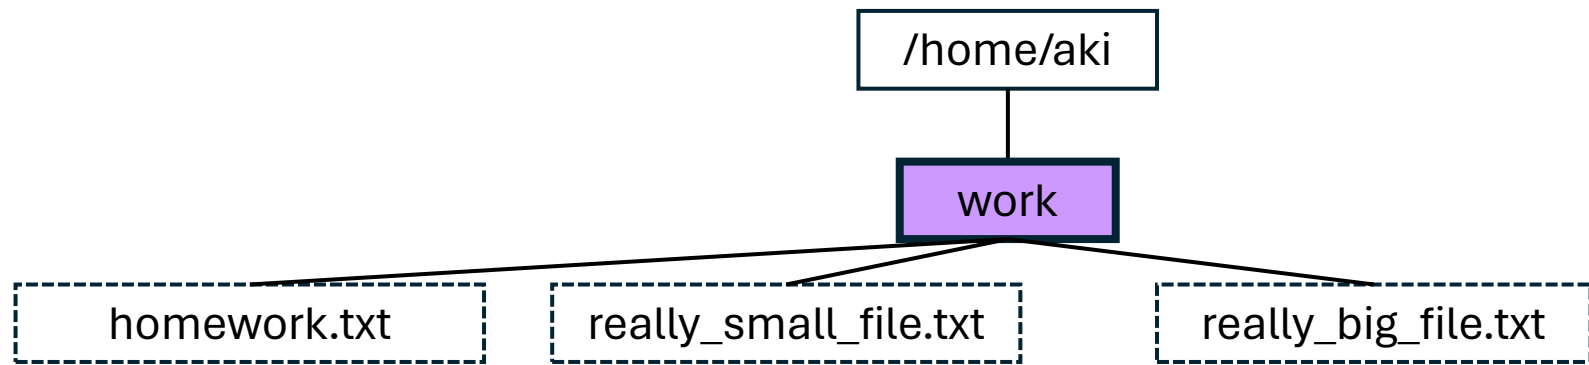 /home/aki
work
homework.txt
really_small_file.txt
really_big_file.txt